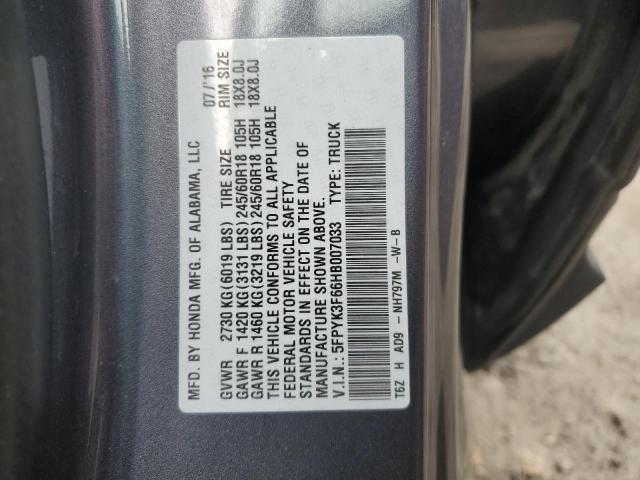 MFD. BY HONDA MFG. OF ALABAMA, LLC 07/'16
GVWR 2730 KG(6019 LBS) TIRE SIZE RIM SIZE
GAWR F 1420 KG(3131 LBS)245/60R18 105H 18X8.0J
GAWR R 1460 KG(3219 LBS)245/60R18 105H 18X8.0J
THIS VEHICLE CONFORMS TO ALL APPLICABLE
FEDERAL MOTOR VEHICLE SAFETY
STANDARDS IN EFFECT ON THE DATE OF
MANUFACTURE SHOWN ABOVE.
V.I.N.: 5FPYK3F66HB007033 TYPE: TRUCK
T6Z H AD9 - NH797M -W-B